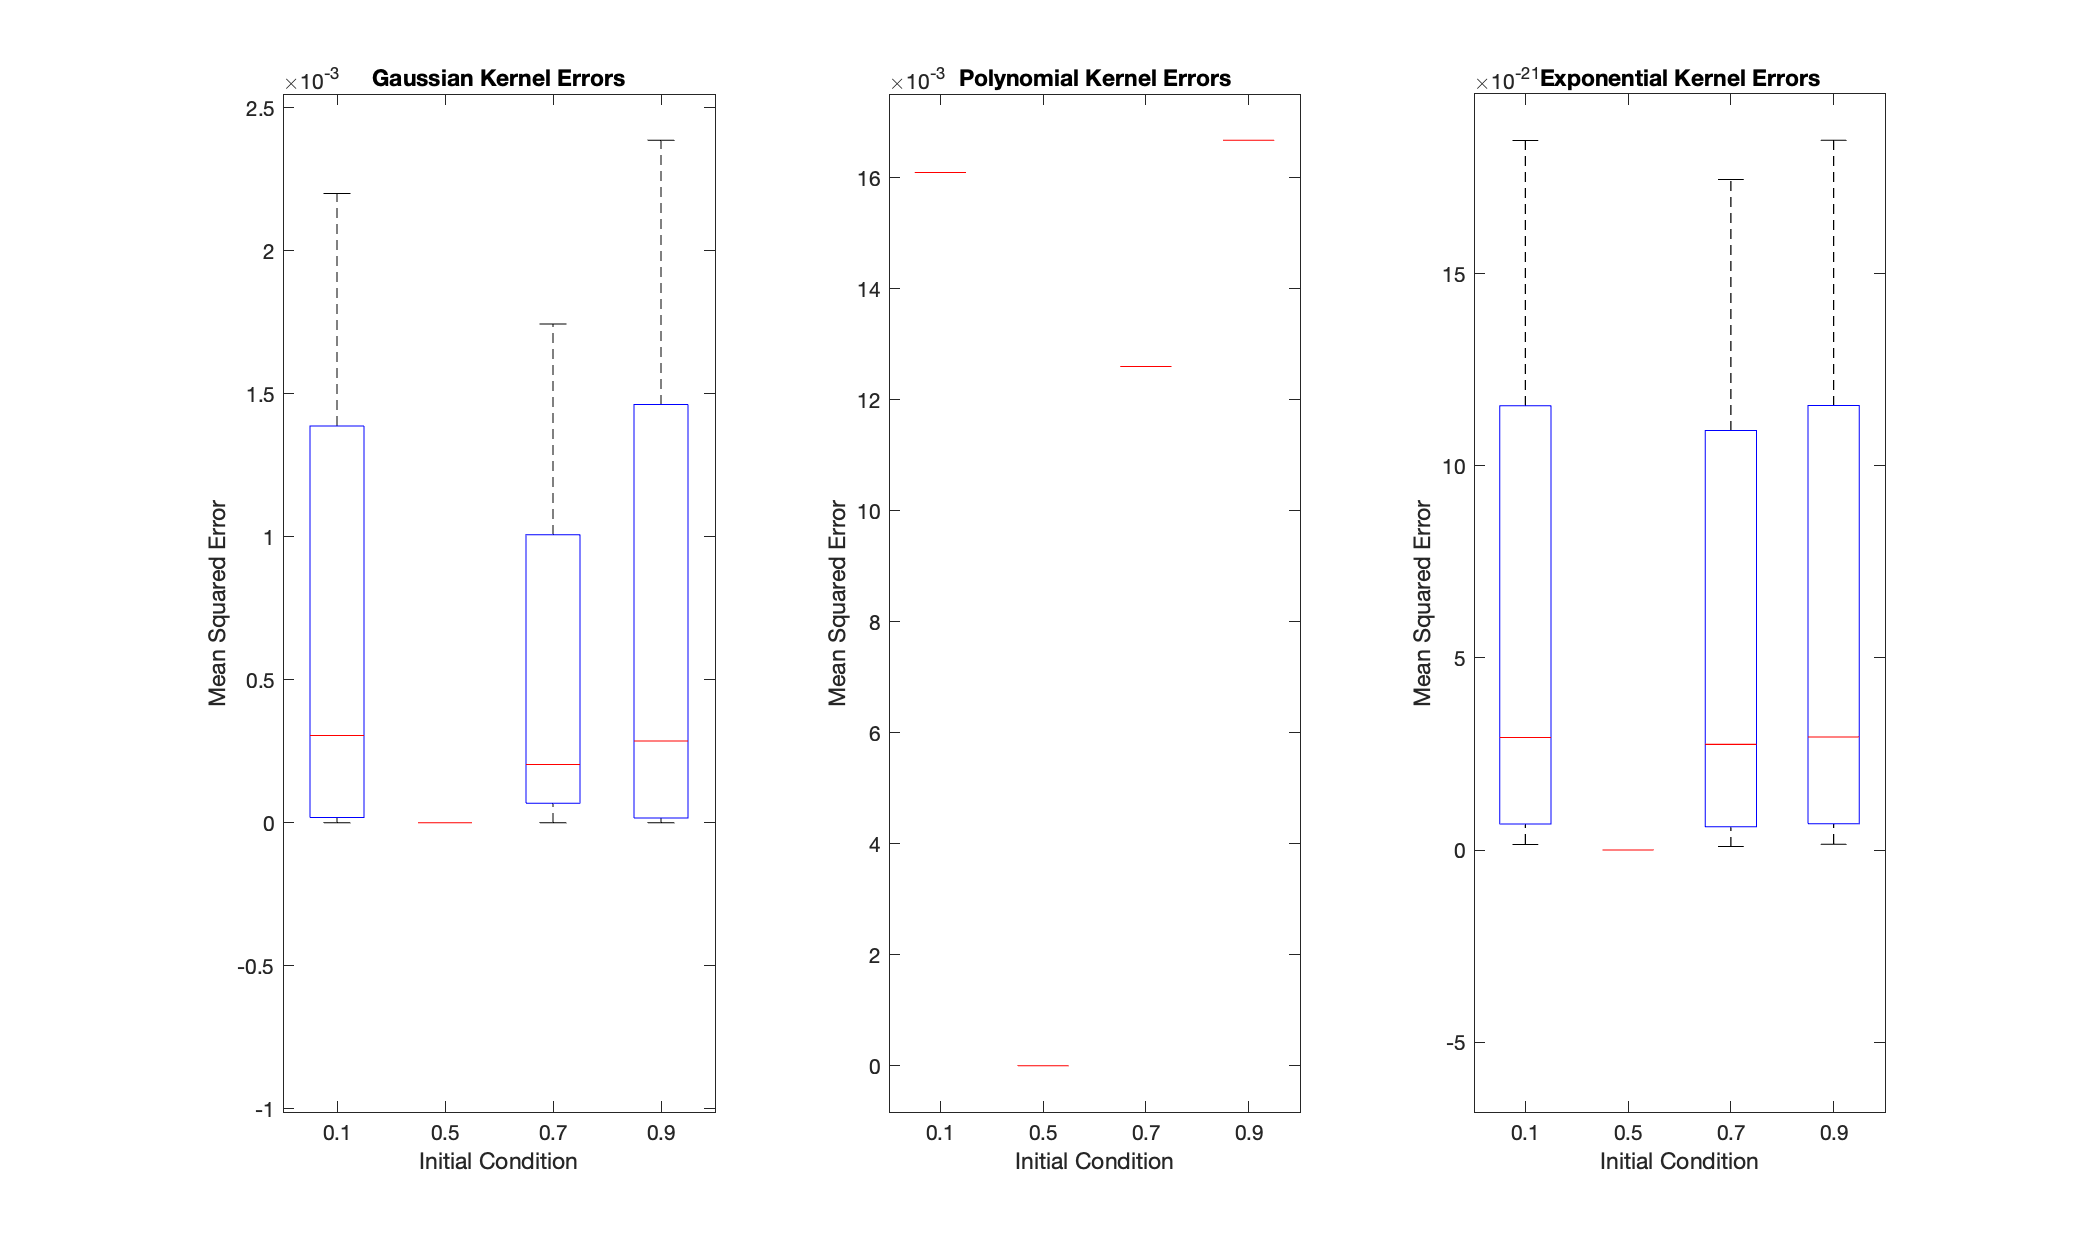 ×10-3 Gaussian Kernel Errors
2.5
2
1.5
1
0.5
0
-0.5
-1
Mean Squared Error
0.1 0.5 0.7 0.9
Initial Condition
×10-3 Polynomial Kernel Errors
16
14
12
10
8
6
4
2
0
Mean Squared Error
0.1 0.5 0.7 0.9
Initial Condition
×10-21 Exponential Kernel Errors
15
10
5
0
-5
Mean Squared Error
0.1 0.5 0.7 0.9
Initial Condition